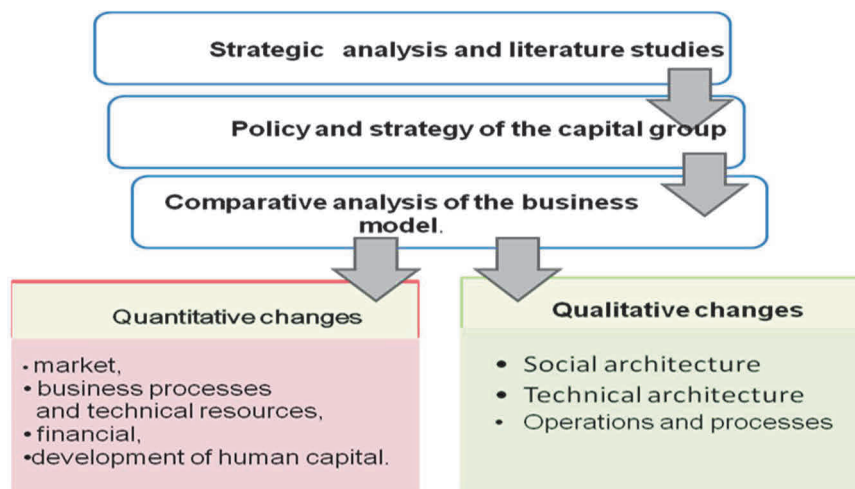 Strategic analysis and literature studies
Policy and strategy of the capital group
Comparative analysis of the business
model.
Quantitative changes
• market,
• business processes
and technical resources,
• financial,
•development of human capital.
Qualitative changes
• Social architecture
• Technical architecture
• Operations and processes